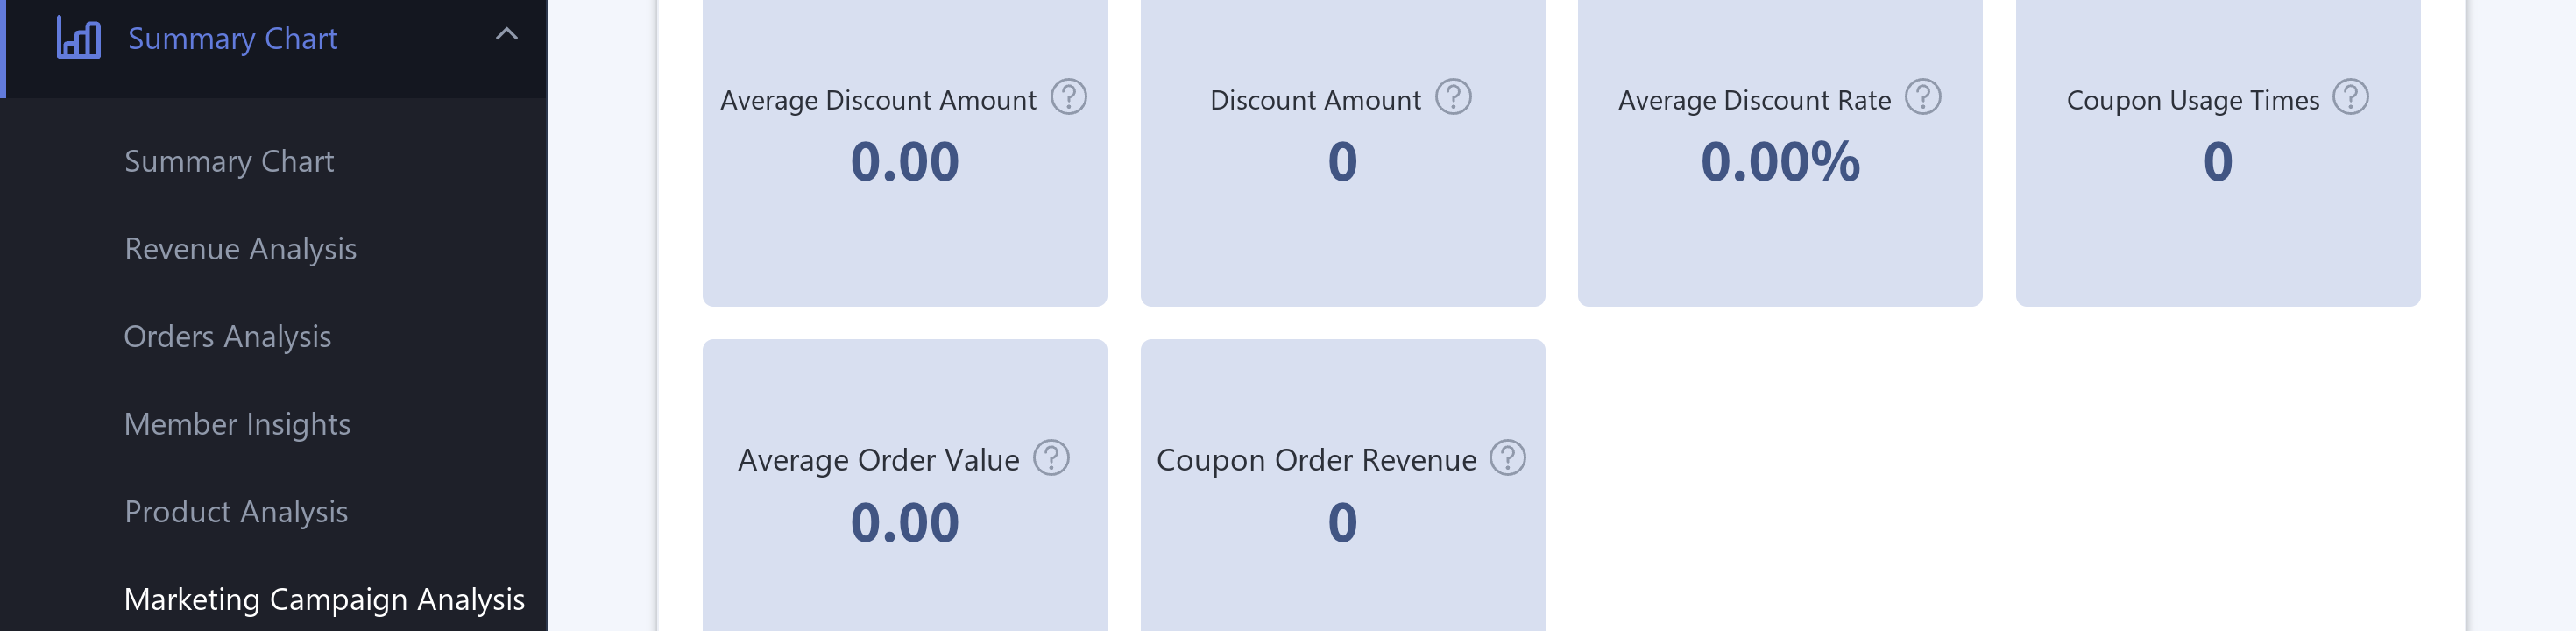 Summary Chart
Summary Chart
Revenue Analysis
Orders Analysis
Member Insights
Product Analysis
Marketing Campaign Analysis
Average Discount Amount ?
0.00
Discount Amount ?
0
Average Discount Rate ?
0.00%
Coupon Usage Times ?
0
Average Order Value ?
0.00
Coupon Order Revenue ?
0